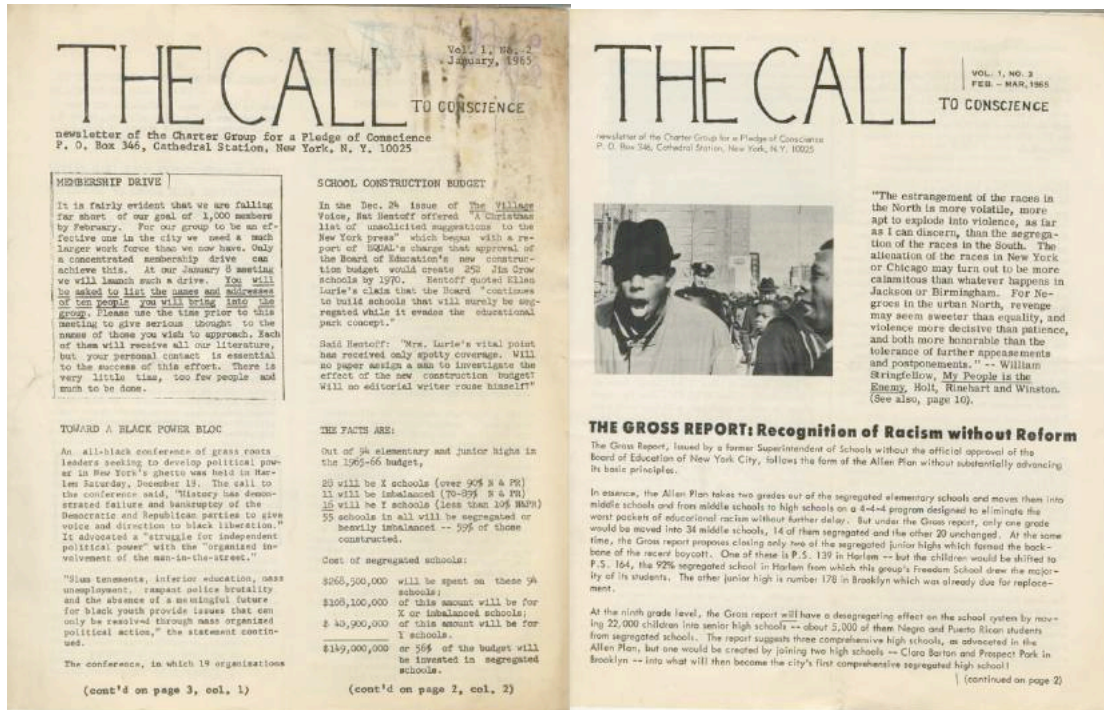 THE CALL
Vol. 1, No. 2
January, 1965
TO CONSCIENCE
newsletter of the Charter Group for a Pledge of Conscience
P. O. Box 346, Cathedral Station, New York, N. Y. 10025
MEMBERSHIP DRIVE
It is fairly evident that we are falling
far short of our goal of 1,000 members
by February. For our group to be an ef-
fective one in the city we need a much
larger work force than we now have. Only
a concentrated membership drive can
achieve this. At our January 8 meeting
we will launch such a drive. You will
be asked to list the names and addresses
of ten people you will bring into the
group. Please use the time prior to this
meeting to give serious thought to the
names of those you wish to approach. Each
of them will receive all our literature,
but your personal contact is essential
to the success of this effort. There is
very little time, too few people and
much to be done.
TOWARD A BLACK POWER BLOC
An all-black conference of grass roots
leaders seeking to develop political pow-
er in New York's ghetto was held in Har-
lem Saturday, December 19. The call to
the conference said, "History has demon-
strated failure and bankruptcy of the
Democratic and Republican parties to give
voice and direction to black liberation."
It advocated a "struggle for independent
political power" with the "organized in-
volvement of the man-in-the-street."
"Slum tenements, inferior education, mass
unemployment, rampant police brutality
and the absence of a meaningful future
for black youth provide issues that can
only be resolved through mass organized
political action," the statement contin-
ued.
The conference, in which 19 organizations
(cont'd on page 3, col. 1)
SCHOOL CONSTRUCTION BUDGET
In the Dec. 24 issue of The Village
Voice, Nat Hentoff offered "A Christmas
list of unsolicited suggestions to the
New York press" which began with a re-
port of EQUAL's charge that approval of
the Board of Education's new construc-
tion budget would create 252 Jim Crow
schools by 1970. Hentoff quoted Ellen
Lurie's claim that the Board "continues
to build schools that will surely be seg-
regated while it evades the educational
park concept."
Said Hentoff: "Mrs. Lurie's vital point
has received only spotty coverage. Will
no paper assign a man to investigate the
effect of the new construction budget?
Will no editorial writer rouse himself?"
THE FACTS ARE:
Out of 94 elementary and junior highs in
the 1965-66 budget,
28 will be X schools (over 90% N & PR)
11 will be imbalanced (70-89% N & PR)
16 will be Y schools (less than 10% N&PR)
55 schools in all will be segregated or
heavily imbalanced -- 59% of those
constructed.
Cost of segregated schools:
$268,500,000 will be spent on these 94
schools;
$108,100,000 of this amount will be for
X or imbalanced schools;
$ 40,900,000 of this amount will be for
Y schools.
$149,000,000 or 56% of the budget will
be invested in segregated
schools.
(cont'd on page 2, col. 2)
THE CALL
VOL. 1, NO. 3
FEB. - MAR, 1965
TO CONSCIENCE
newsletter of the Charter Group for a Pledge of Conscience
P. O. Box 346, Cathedral Station, New York, N.Y. 10025
"The estrangement of the races in
the North is more volatile, more
apt to explode into violence, as far
as I can discern, than the segrega-
tion of the races in the South. The
alienation of the races in New York
or Chicago may turn out to be more
calamitous than whatever happens in
Jackson or Birmingham. For Ne-
groes in the urban North, revenge
may seem sweeter than equality, and
violence more decisive than patience,
and both more honorable than the
tolerance of further appeasements
and postponements." -- William
Stringfellow, My People is the
Enemy, Holt, Rinehart and Winston.
(See also, page 10).
THE GROSS REPORT: Recognition of Racism without Reform
The Gross Report, issued by a former Superintendent of Schools without the official approval of the
Board of Education of New York City, follows the form of the Allen Plan without substantially advancing
its basic principles.
In essence, the Allen Plan takes two grades out of the segregated elementary schools and moves them into
middle schools and from middle schools to high schools on a 4-4-4 program designed to eliminate the
worst pockets of educational racism without further delay. But under the Gross report, only one grade
would be moved into 34 middle schools, 14 of them segregated and the other 20 unchanged. At the same
time, the Gross report proposes closing only two of the segregated junior highs which formed the back-
bone of the recent boycott. One of these is P.S. 139 in Harlem -- but the children would be shifted to
P.S. 164, the 92% segregated school in Harlem from which this group's Freedom School drew the major-
ity of its students. The other junior high is number 178 in Brooklyn which was already due for replace-
ment.
At the ninth grade level, the Gross report will have a desegregating effect on the school system by mov-
ing 22,000 children into senior high schools -- about 5,000 of them Negro and Puerto Rican students
from segregated schools. The report suggests three comprehensive high schools, as advocated in the
Allen Plan, but one would be created by joining two high schools -- Clara Barton and Prospect Park in
Brooklyn -- into what will then become the city's first comprehensive segregated high school!
(continued on page 2)